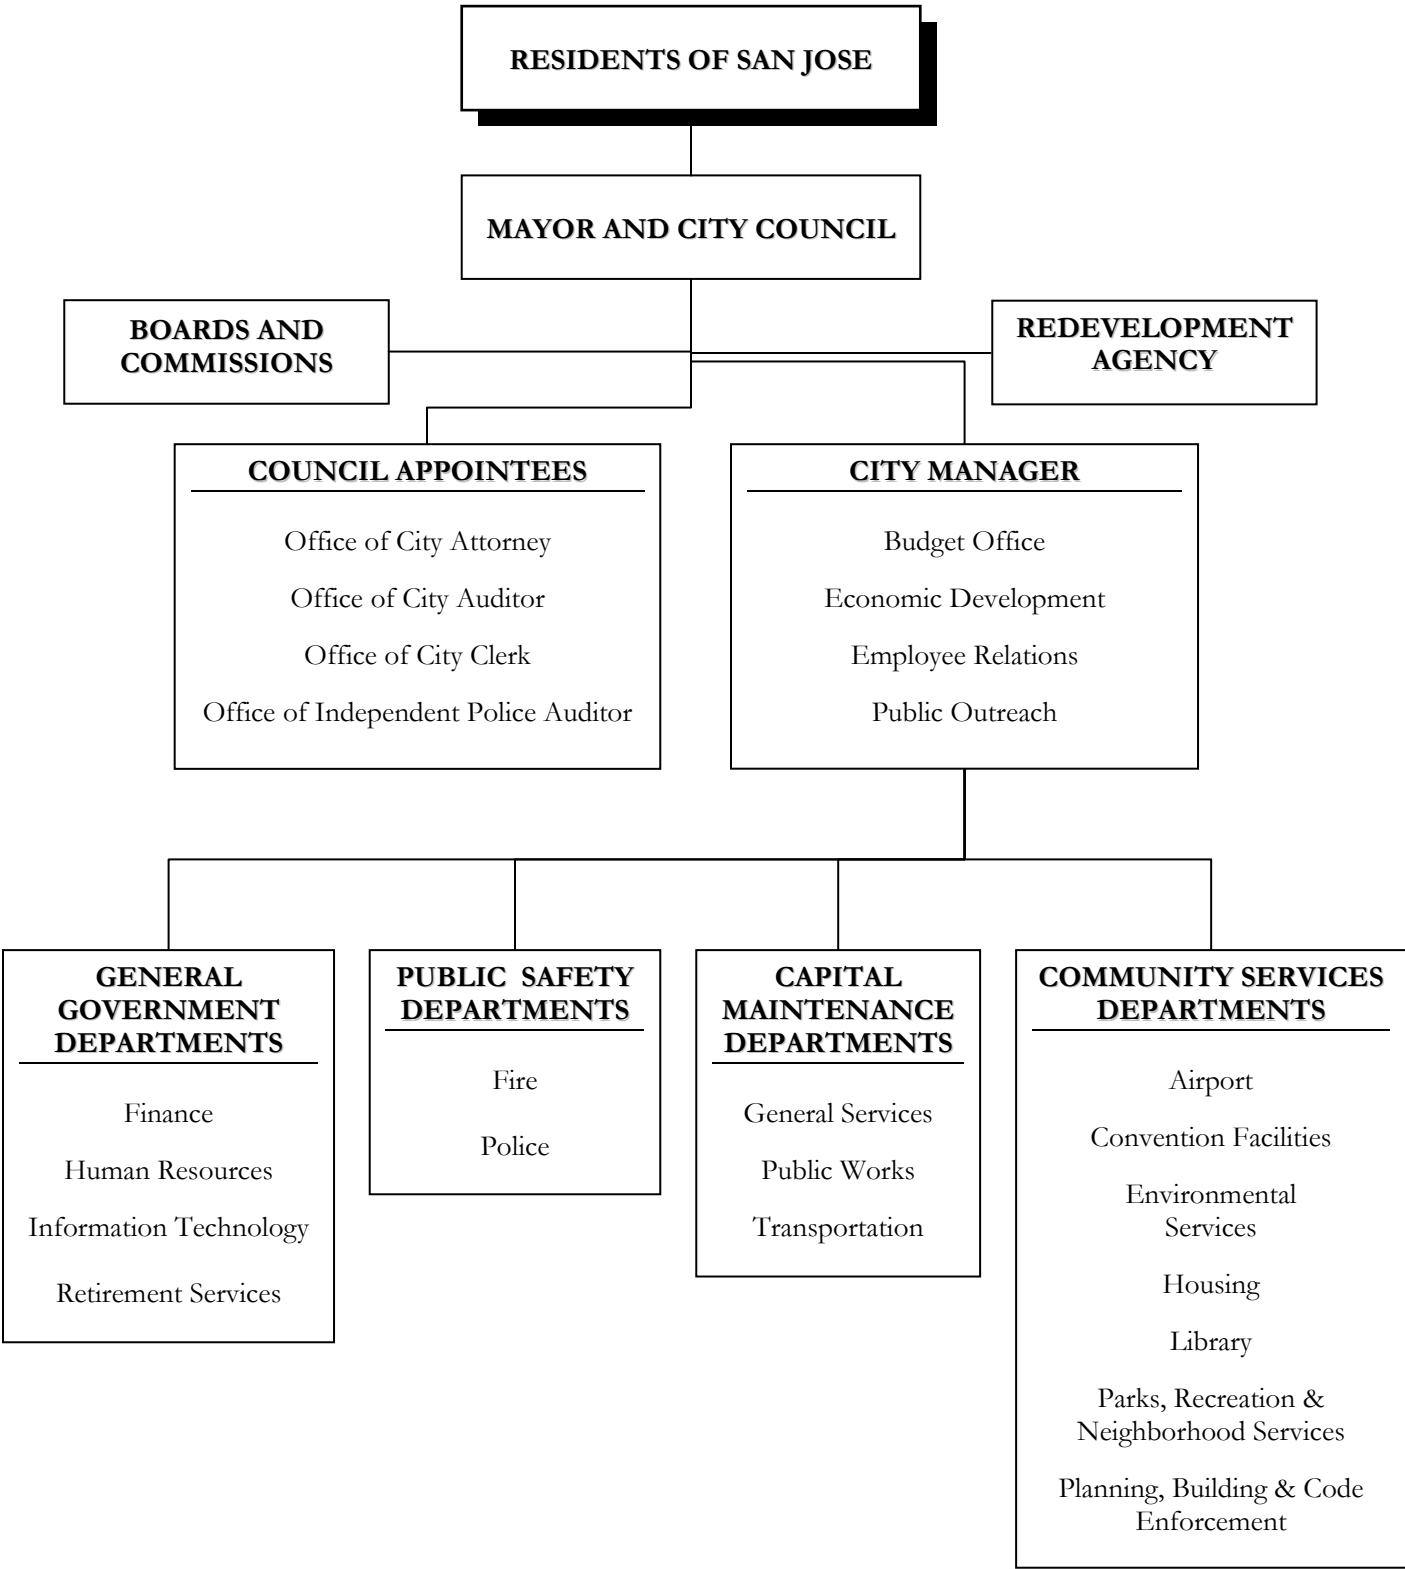 RESIDENTS OF SAN JOSE
MAYOR AND CITY COUNCIL
BOARDS AND
COMMISSIONS
REDEVELOPMENT
AGENCY
COUNCIL APPOINTEES
Office of City Attorney
Office of City Auditor
Office of City Clerk
Office of Independent Police Auditor
CITY MANAGER
Budget Office
Economic Development
Employee Relations
Public Outreach
GENERAL
GOVERNMENT
DEPARTMENTS
Finance
Human Resources
Information Technology
Retirement Services
PUBLIC SAFETY
DEPARTMENTS
Fire
Police
CAPITAL
MAINTENANCE
DEPARTMENTS
General Services
Public Works
Transportation
COMMUNITY SERVICES
DEPARTMENTS
Airport
Convention Facilities
Environmental
Services
Housing
Library
Parks, Recreation &
Neighborhood Services
Planning, Building & Code
Enforcement